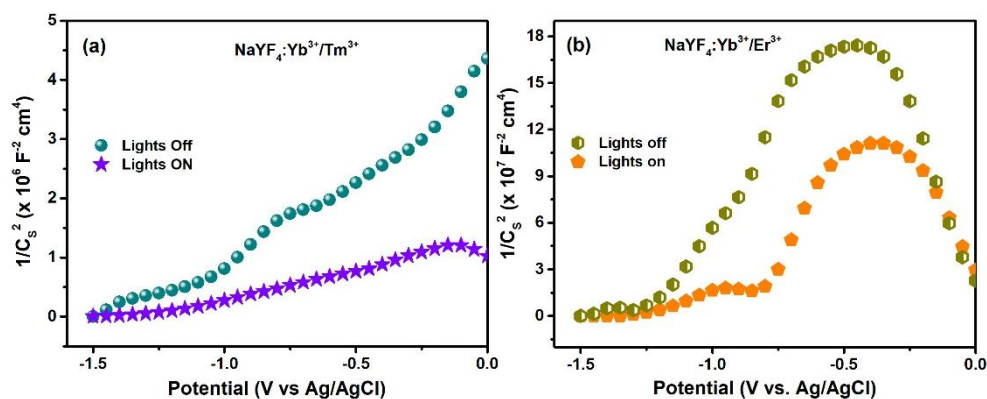 (a)
NaYF₄:Yb³⁺/Tm³⁺
Lights Off
Lights ON
1/C_S² (x 10⁶ F⁻² cm⁴)
5
4
3
2
1
0
-1.5
-1.0
-0.5
0.0
Potential (V vs Ag/AgCl)
(b)
NaYF₄:Yb³⁺/Er³⁺
Lights off
Lights on
1/C_S² (x 10⁷ F⁻² cm⁴)
18
15
12
9
6
3
0
-1.5
-1.0
-0.5
0.0
Potential (V vs. Ag/AgCl)